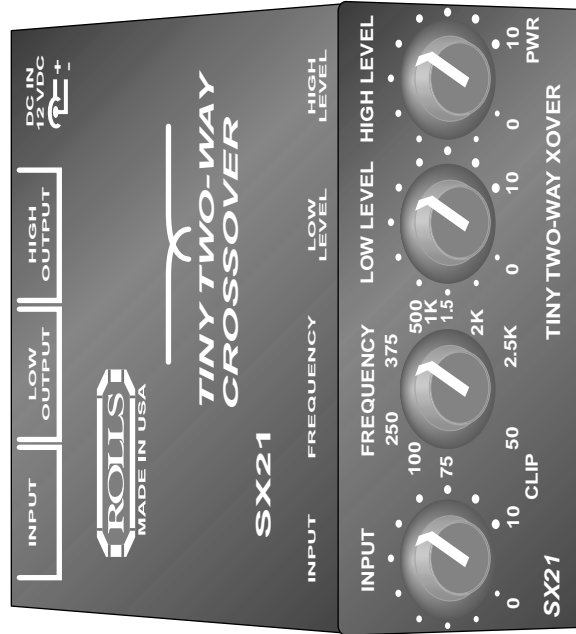 INPUT
LOW
OUTPUT
HIGH
OUTPUT
DC IN
12 VDC
+
-
ROLLS
MADE IN USA
TINY TWO-WAY
CROSSOVER
SX21
INPUT
FREQUENCY
LOW
LEVEL
HIGH
LEVEL
INPUT
0
10
CLIP
FREQUENCY
50
75
100
250
375
500
1K
1.5
2K
2.5K
LOW LEVEL
0
10
HIGH LEVEL
0
10
PWR
SX21
TINY TWO-WAY XOVER